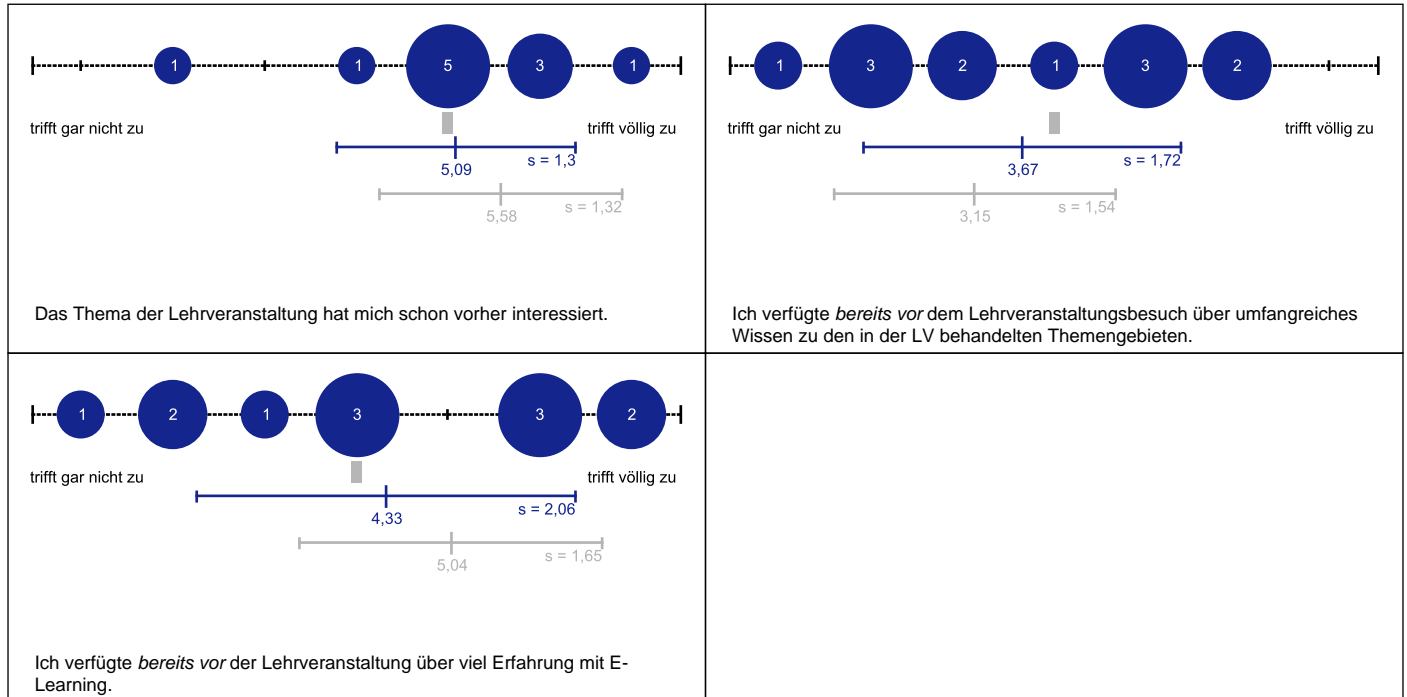 1 1 5 3 1
trifft gar nicht zu trifft völlig zu
s = 1,3
5,09
s = 1,32
5,58
Das Thema der Lehrveranstaltung hat mich schon vorher interessiert.
1 3 2 1 3 2
trifft gar nicht zu trifft völlig zu
s = 1,72
3,67
s = 1,54
3,15
Ich verfügte bereits vor dem Lehrveranstaltungsbesuch über umfangreiches
Wissen zu den in der LV behandelten Themengebieten.
1 2 1 3 3 2
trifft gar nicht zu trifft völlig zu
s = 2,06
4,33
s = 1,65
5,04
Ich verfügte bereits vor der Lehrveranstaltung über viel Erfahrung mit E-
Learning.